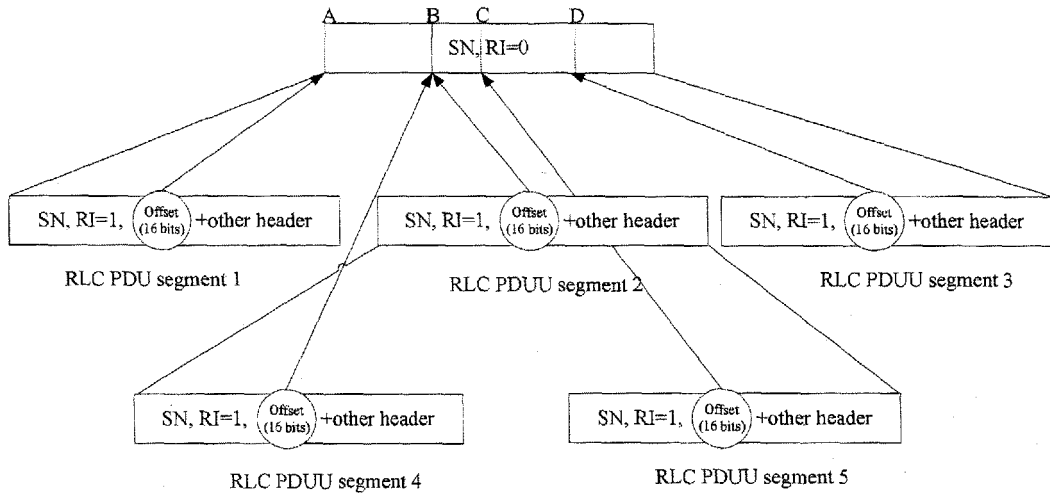 A B C D
SN, RI=0
SN, RI=1, Offset (16 bits) +other header
SN, RI=1, Offset (16 bits) +other header
SN, RI=1, Offset (16 bits) +other header
RLC PDU segment 1
RLC PDUU segment 2
RLC PDUU segment 3
SN, RI=1, Offset (16 bits) +other header
SN, RI=1, Offset (16 bits) +other header
RLC PDUU segment 4
RLC PDUU segment 5